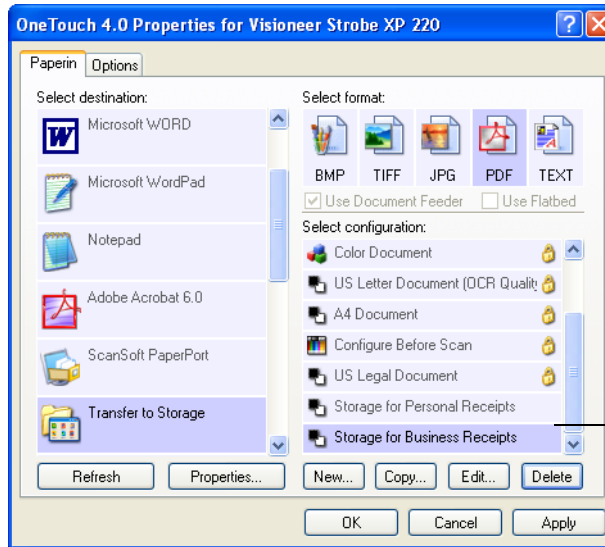 OneTouch 4.0 Properties for Visioneer Strobe XP 220
Paperin Options
Select destination:
Microsoft WORD
Microsoft WordPad
Notepad
Adobe Acrobat 6.0
ScanSoft PaperPort
Transfer to Storage
Refresh Properties...
Select format:
BMP TIFF JPG PDF TEXT
Use Document Feeder Use Flatbed
Select configuration:
Color Document
US Letter Document (OCR Quality
A4 Document
Configure Before Scan
US Legal Document
Storage for Personal Receipts
Storage for Business Receipts
New... Copy... Edit... Delete
OK Cancel Apply